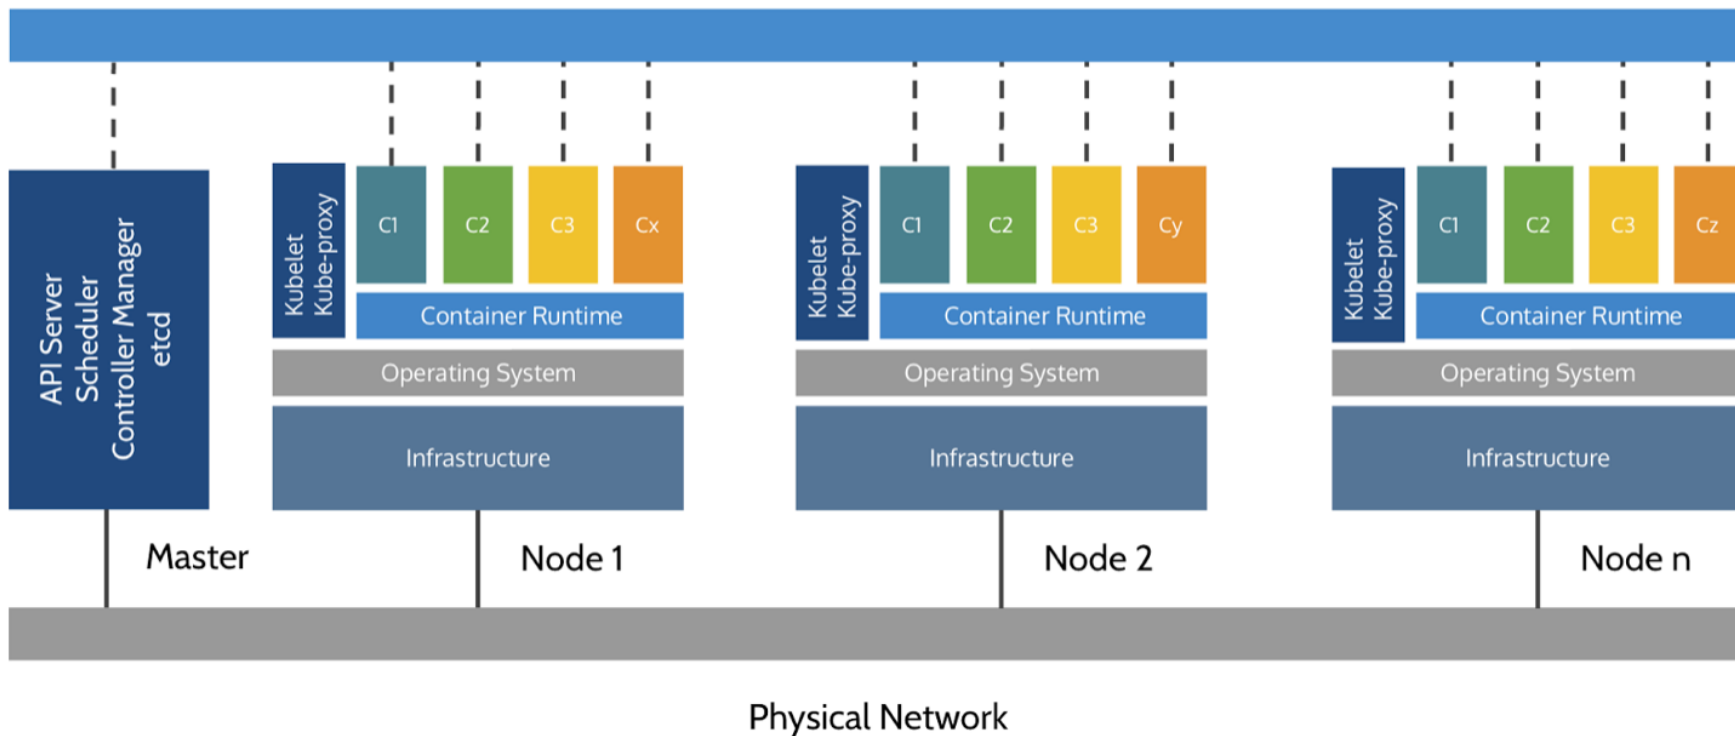 API Server
Scheduler
Controller Manager
etcd
Master
Kubelet
Kube-proxy
C1
C2
C3
Cx
Container Runtime
Operating System
Infrastructure
Node 1
Kubelet
Kube-proxy
C1
C2
C3
Cy
Container Runtime
Operating System
Infrastructure
Node 2
Kubelet
Kube-proxy
C1
C2
C3
Cz
Container Runtime
Operating System
Infrastructure
Node n
Physical Network